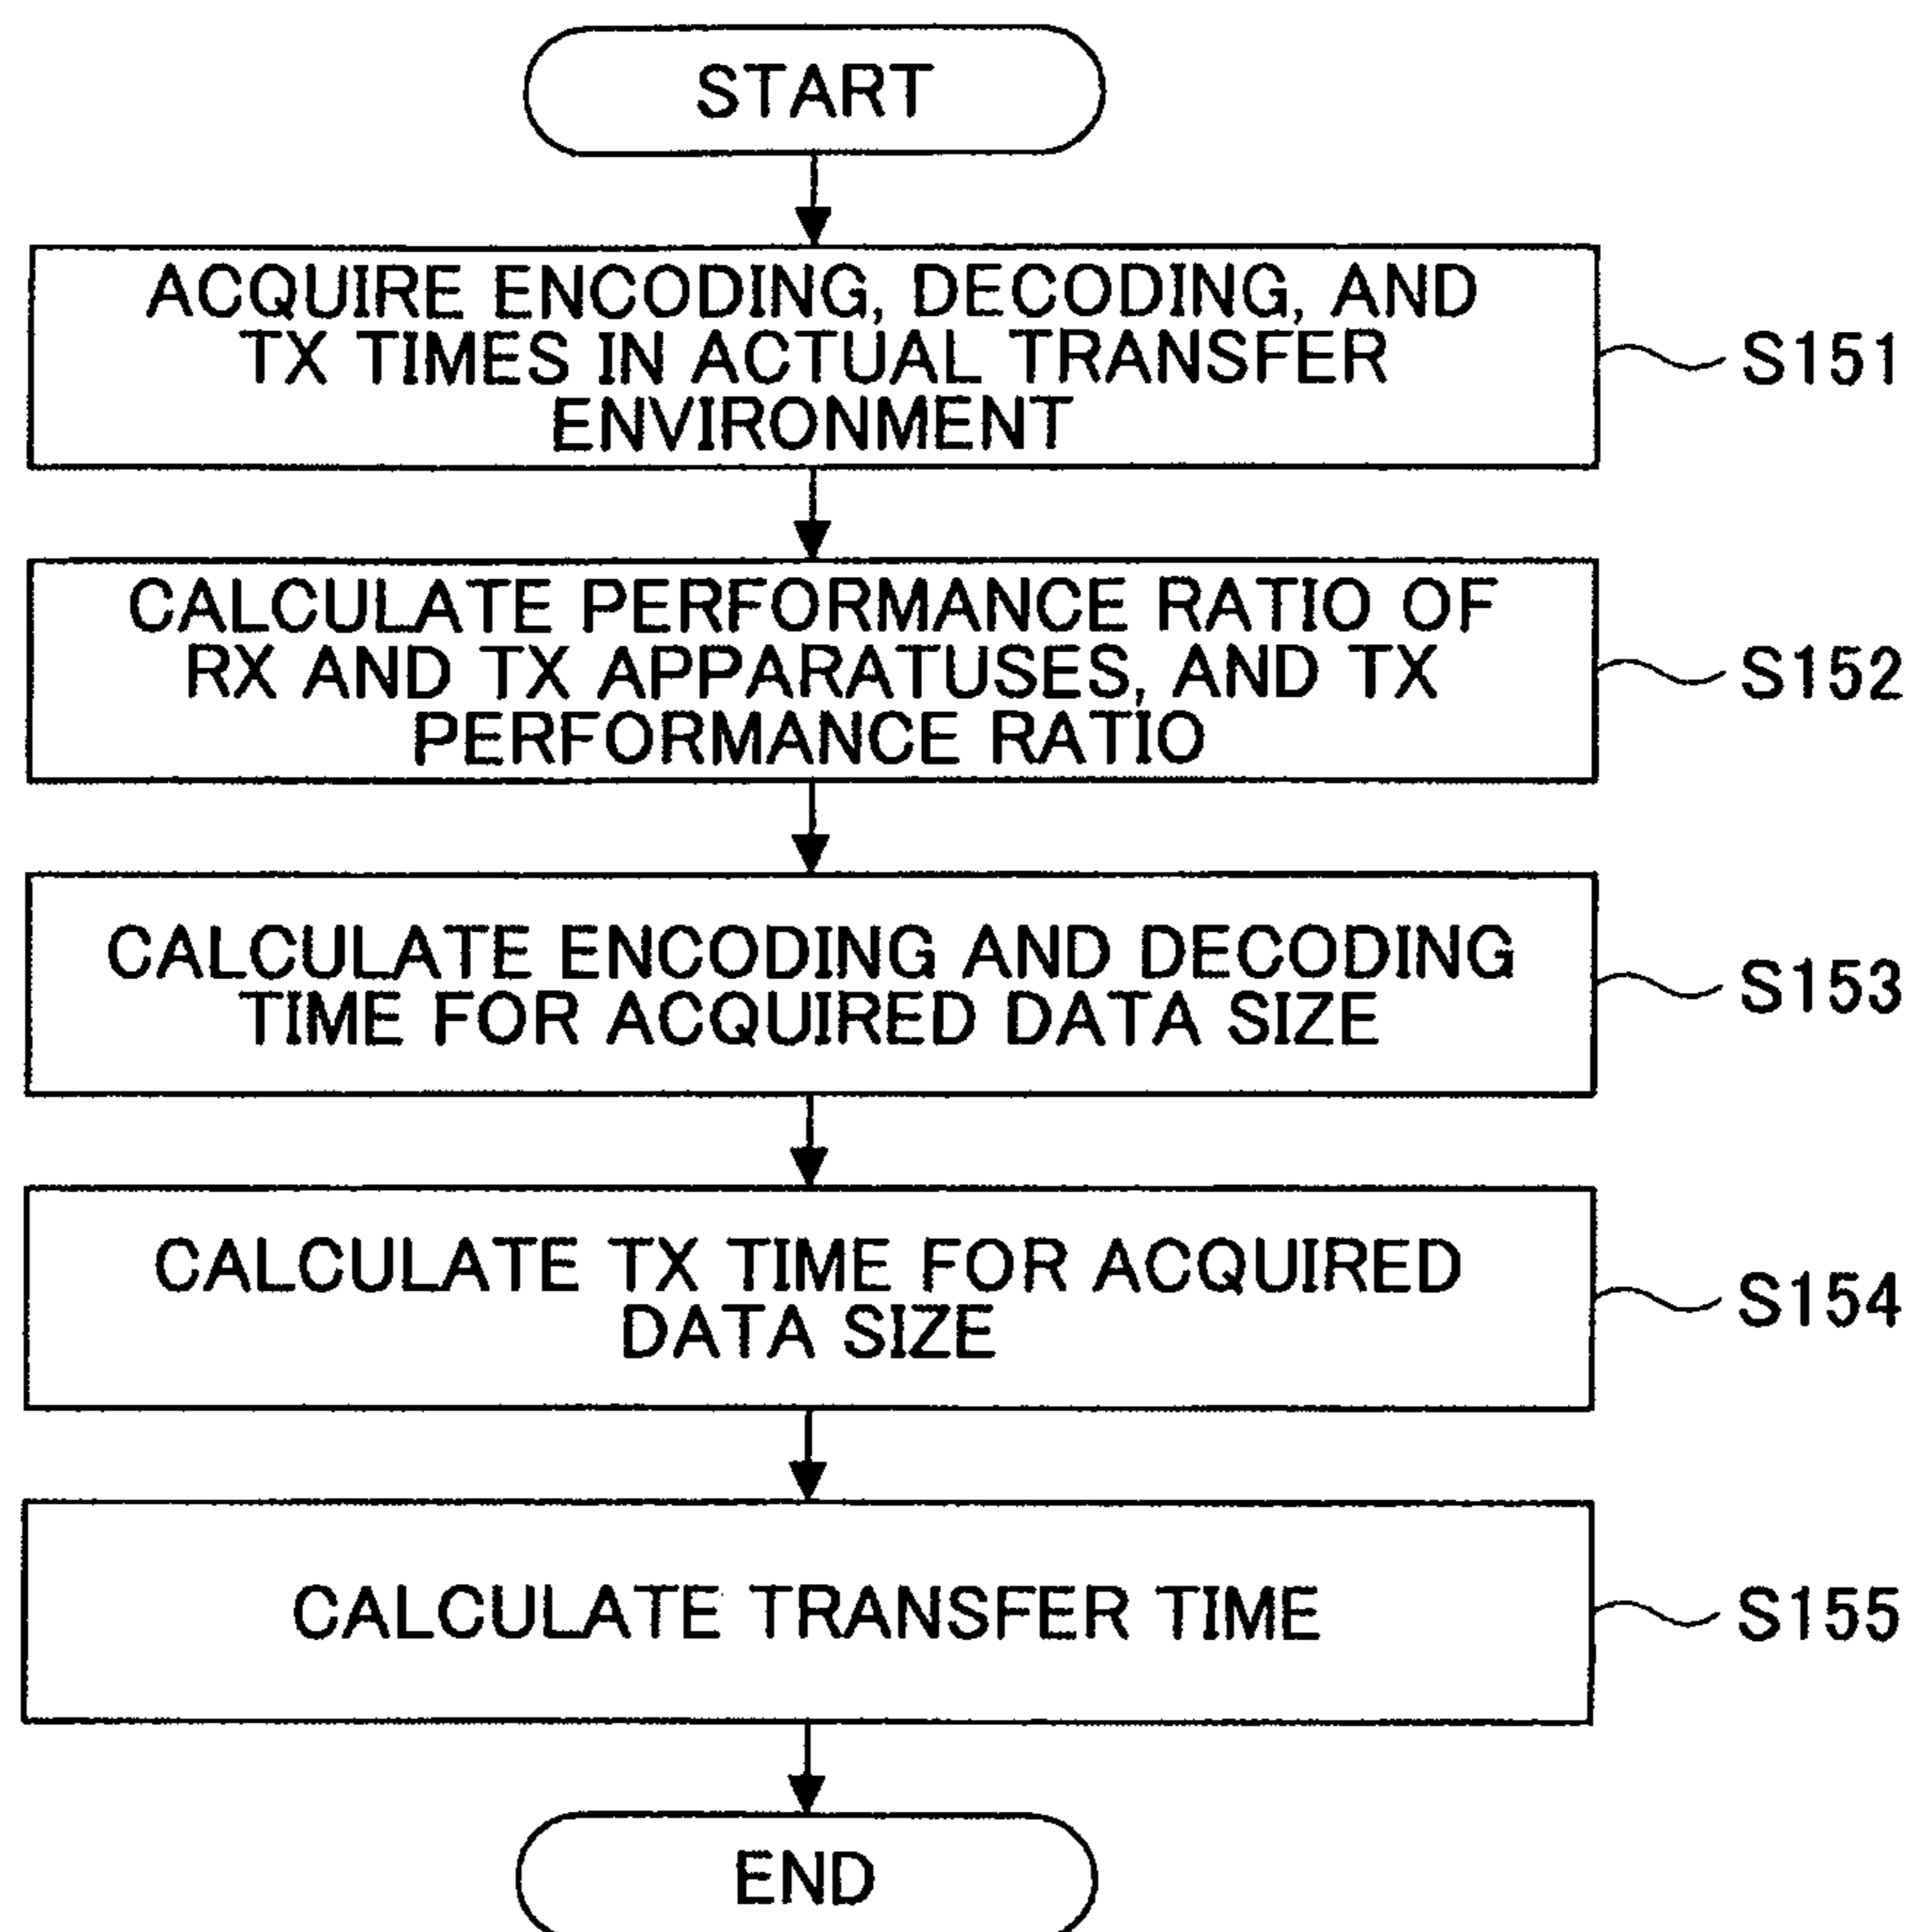 START
ACQUIRE ENCODING, DECODING, AND
TX TIMES IN ACTUAL TRANSFER
ENVIRONMENT
S151
CALCULATE PERFORMANCE RATIO OF
RX AND TX APPARATUSES, AND TX
PERFORMANCE RATIO
S152
CALCULATE ENCODING AND DECODING
TIME FOR ACQUIRED DATA SIZE
S153
CALCULATE TX TIME FOR ACQUIRED
DATA SIZE
S154
CALCULATE TRANSFER TIME
S155
END